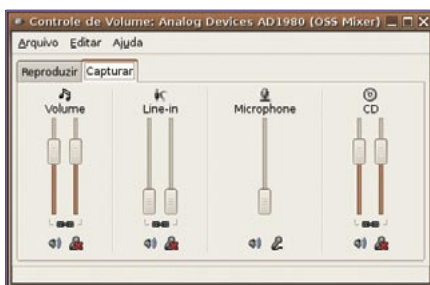 Controle de Volume: Analog Devices AD1980 (OSS Mixer)
Arquivo Editar Ajuda
Reproduzir Capturar
Volume Line-in Microphone CD